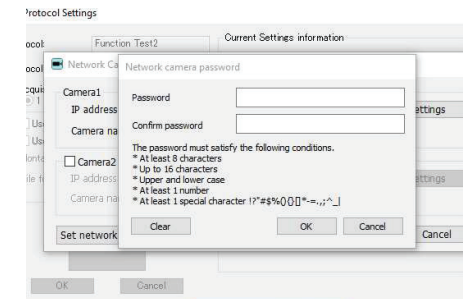 Protocol Settings
Function Test2
Current Settings information
Network Ca
Network camera password
Camera1
IP address
Camera na
Camera2
IP address
Camera na
Set network
Password
Confirm password
The password must satisfy the following conditions.
* At least 8 characters
* Up to 16 characters
* Upper and lower case
* At least 1 number
* At least 1 special character !?"#$%(){}[]*-=.,;^_|
Clear
OK
Cancel
ettings
ettings
Cancel
OK
Cancel